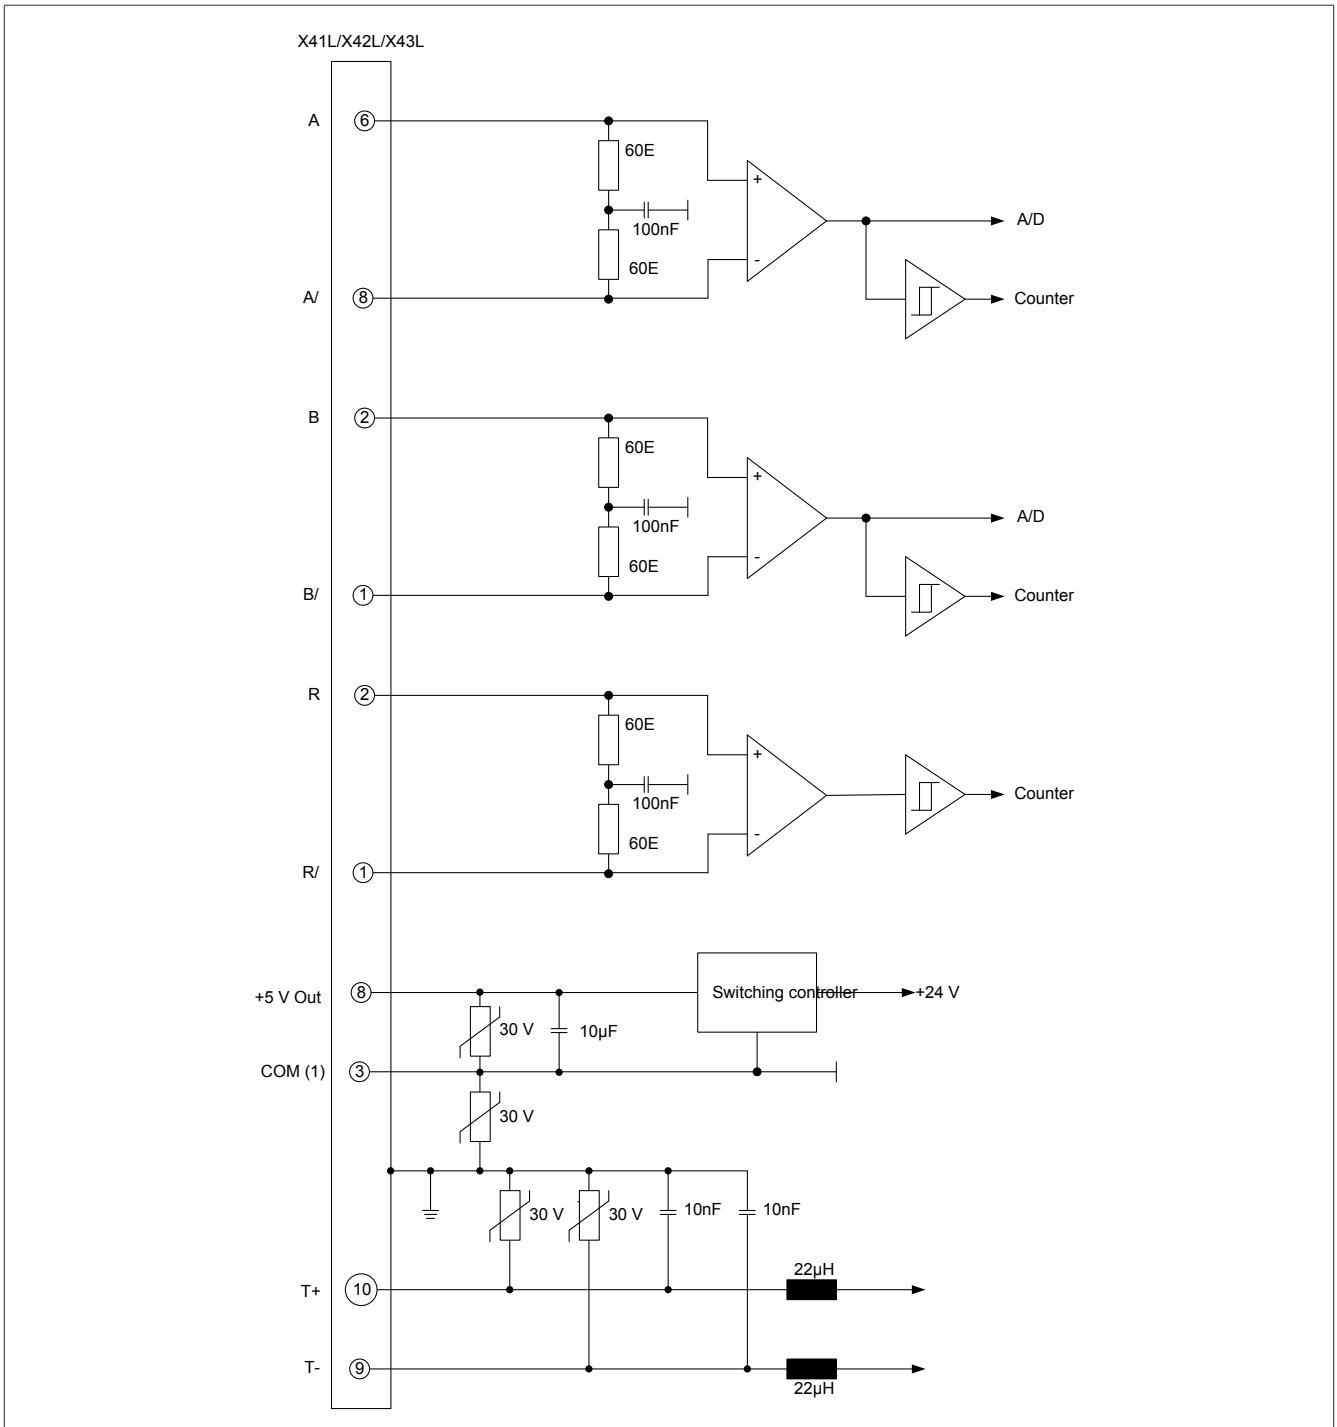 X41L/X42L/X43L
A 6
60E
+
100nF
A/D
60E
-
A/ 8
Counter
B 2
60E
+
100nF
A/D
60E
-
B/ 1
Counter
R 2
60E
+
100nF
Counter
60E
-
R/ 1
+5 V Out 8
Switching controller
+24 V
30 V
10µF
COM (1) 3
30 V
30 V
30 V
10nF
10nF
22µH
T+ 10
T- 9
22µH